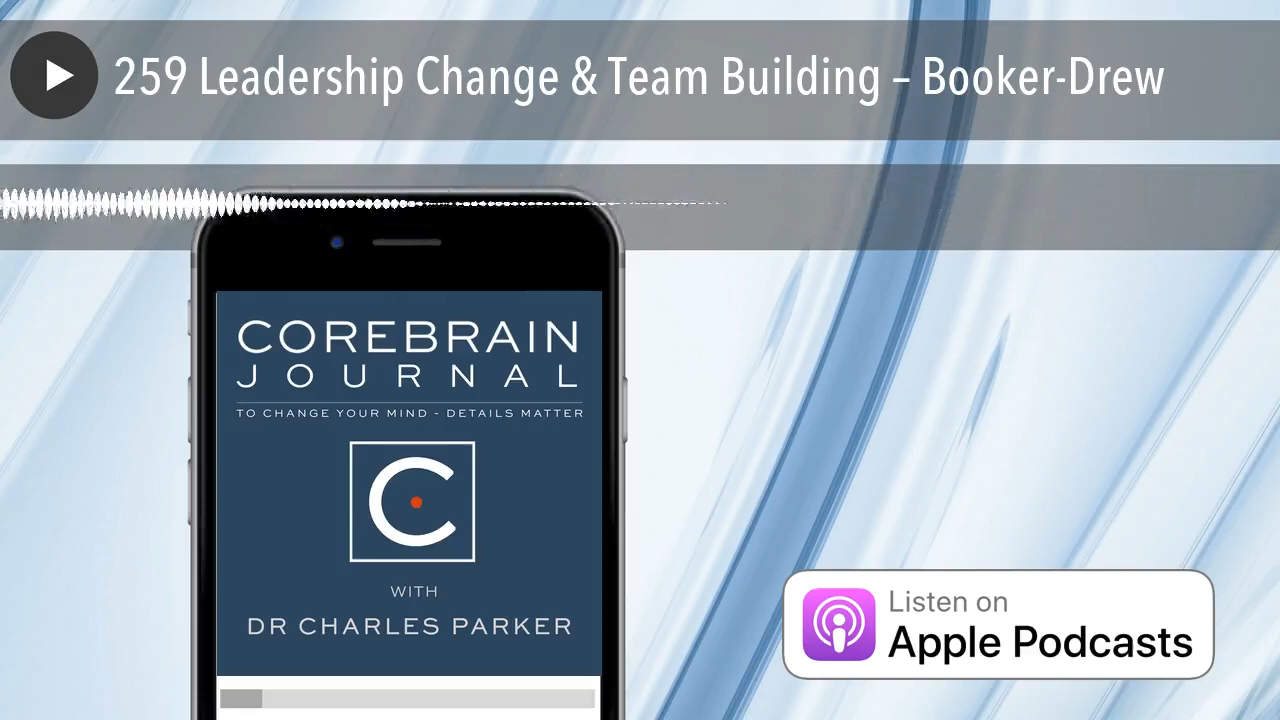 259 Leadership Change & Team Building – Booker-Drew
COREBRAIN
JOURNAL
TO CHANGE YOUR MIND - DETAILS MATTER
C
WITH
DR CHARLES PARKER
Listen on
Apple Podcasts